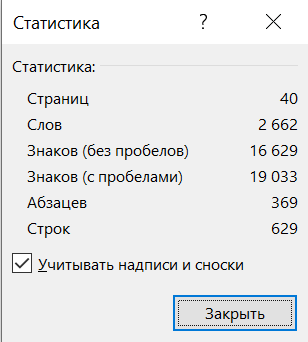 Статистика
Статистика:
Страниц 40
Слов 2 662
Знаков (без пробелов) 16 629
Знаков (с пробелами) 19 033
Абзацев 369
Строк 629
Учитывать надписи и сноски
Закрыть